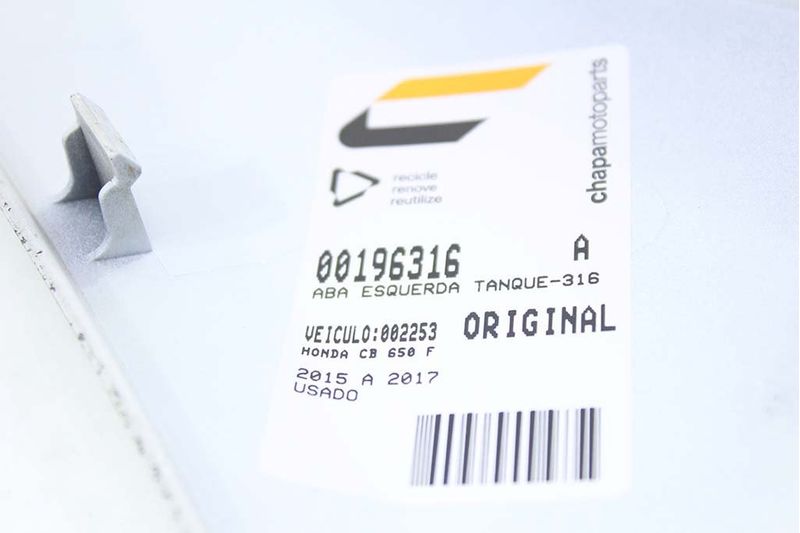 chapamotoparts
recicle
renove
reutilize
00196316 A
ABA ESQUERDA TANQUE-316
VEICULO:002253 ORIGINAL
HONDA CB 650 F
2015 A 2017
USADO